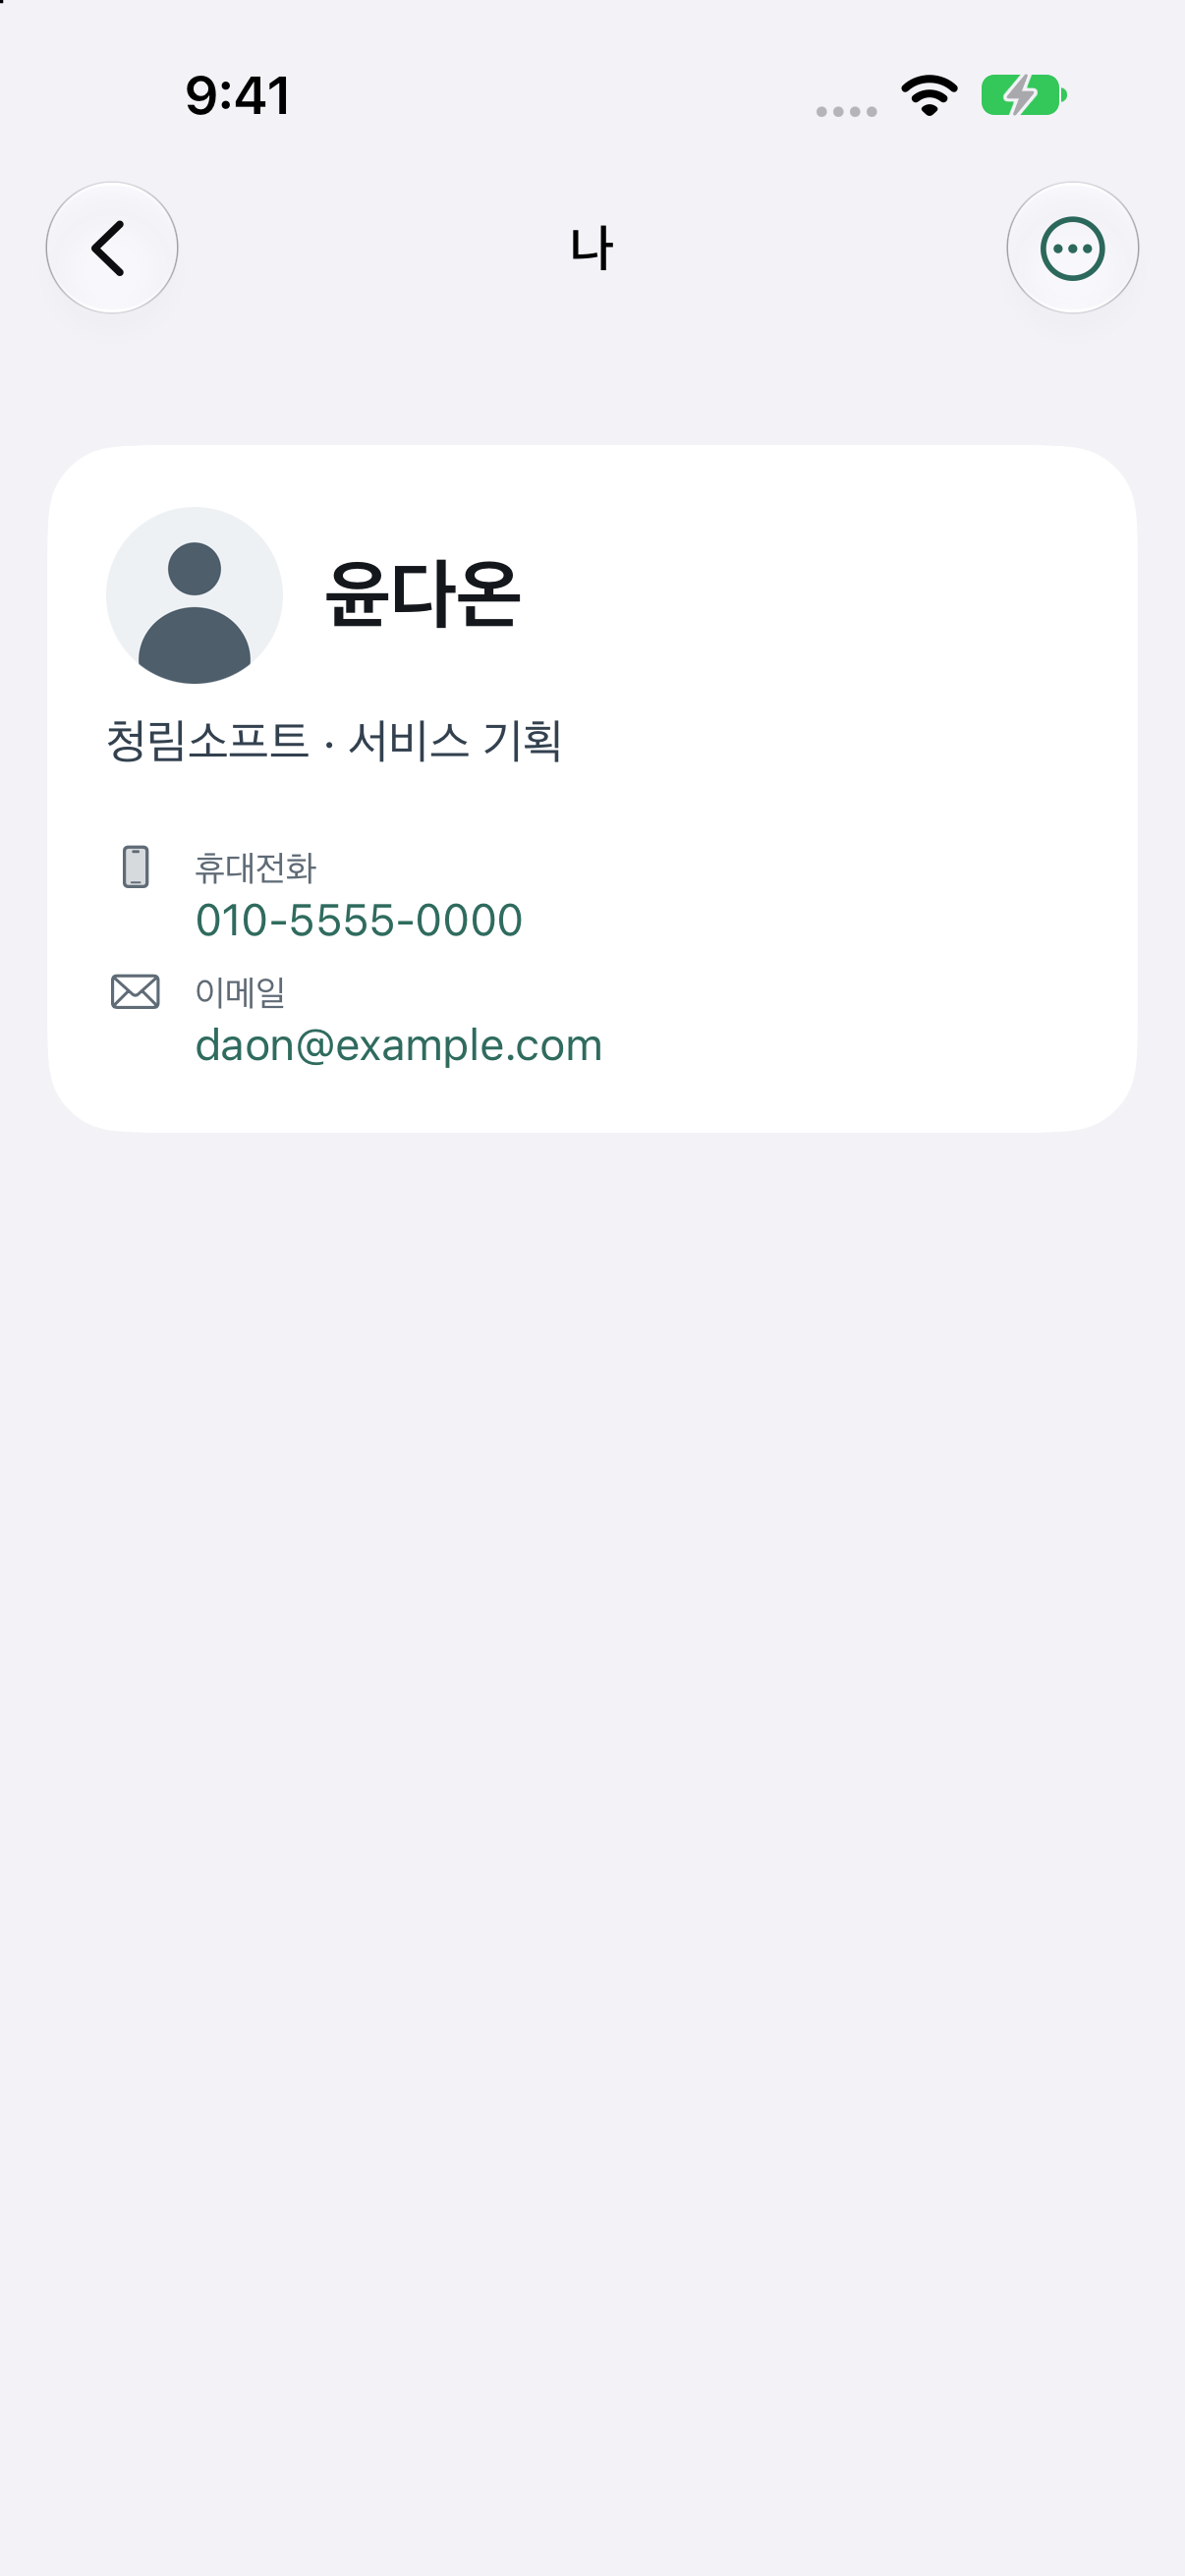 9:41
나
윤다온
청림소프트 · 서비스 기획
휴대전화
010-5555-0000
이메일
daon@example.com